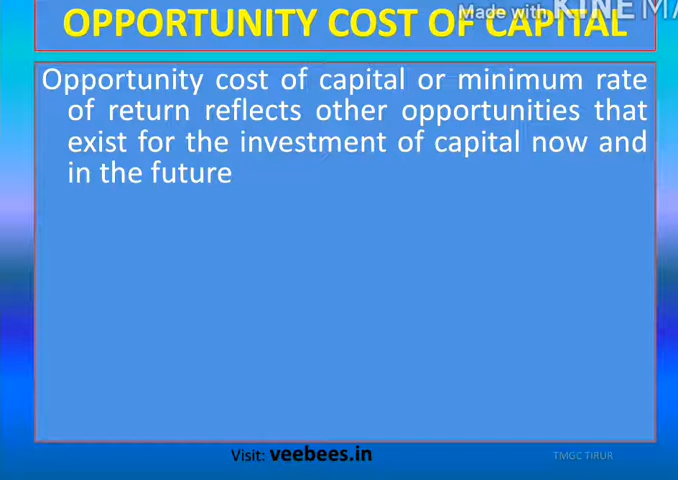 OPPORTUNITY COST OF CAPITAL
Made with
Opportunity cost of capital or minimum rate
of return reflects other opportunities that
exist for the investment of capital now and
in the future
Visit: veebees.in
TMGC TIRUR